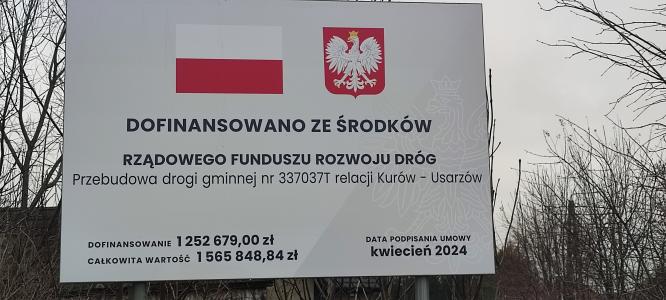 DOFINANSOWANO ZE ŚRODKÓW
RZĄDOWEGO FUNDUSZU ROZWOJU DRÓG
Przebudowa drogi gminnej nr 337037T relacji Kurów - Usarzów
DOFINANSOWANIE 1 252 679,00 zł
CAŁKOWITA WARTOŚĆ 1 565 848,84 zł
DATA PODPISANIA UMOWY
kwiecień 2024